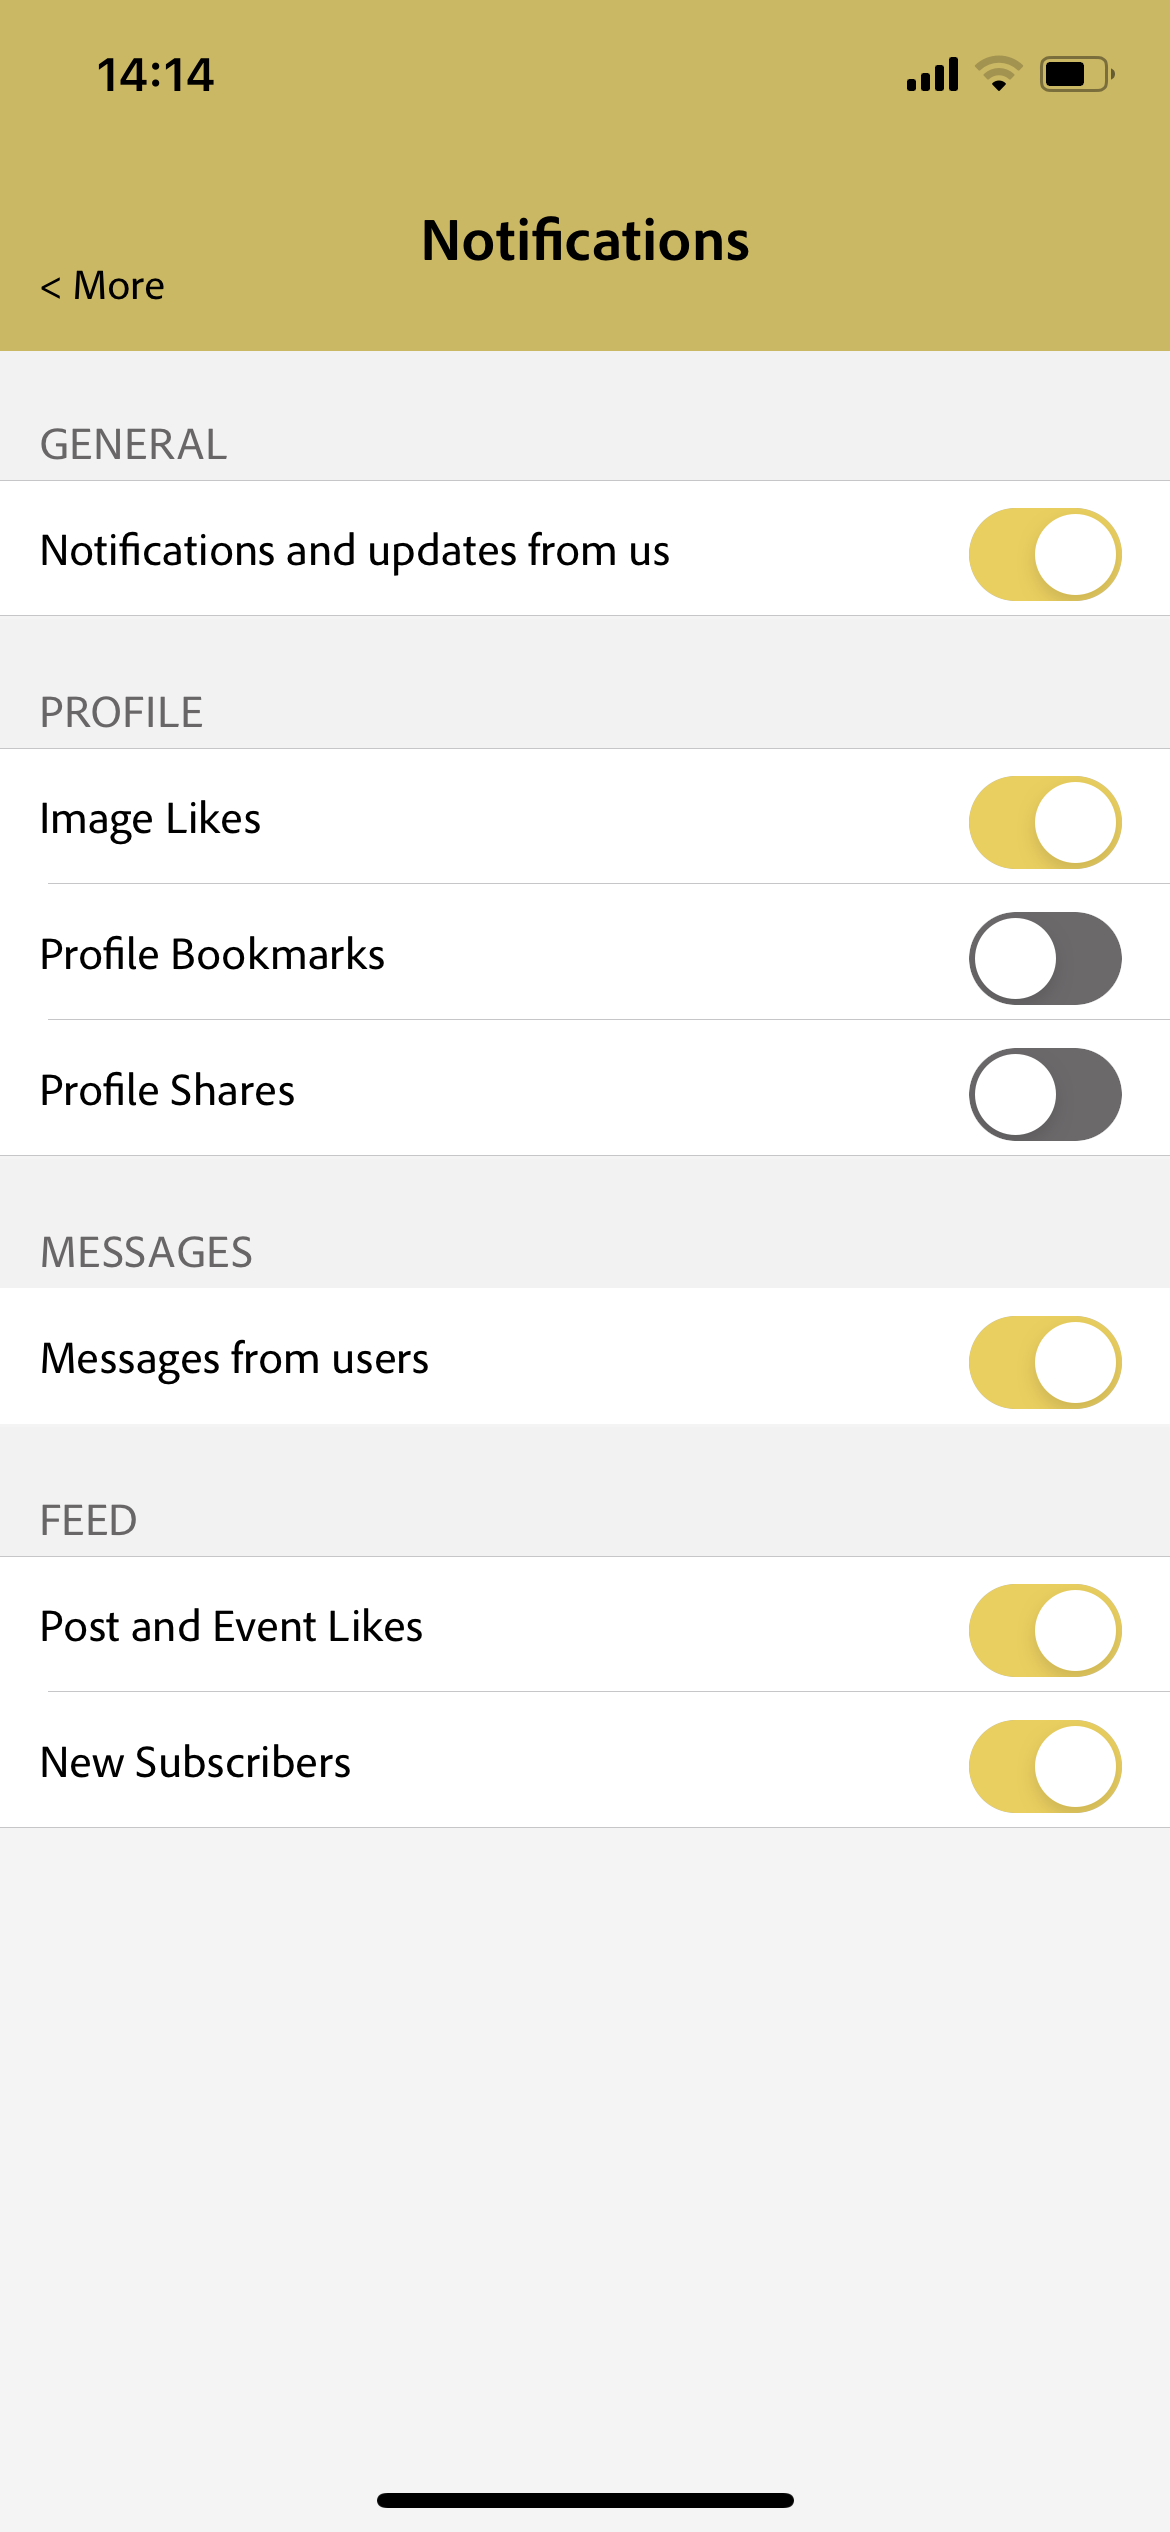 14:14
Notifications
< More
GENERAL
Notifications and updates from us
PROFILE
Image Likes
Profile Bookmarks
Profile Shares
MESSAGES
Messages from users
FEED
Post and Event Likes
New Subscribers